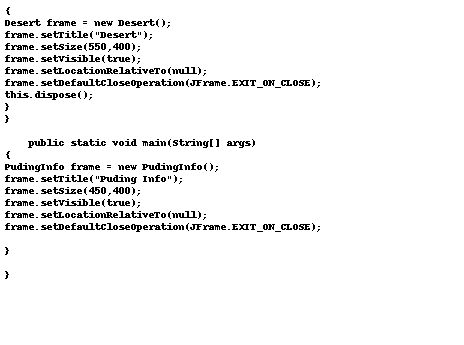 {
Desert frame = new Desert();
frame.setTitle("Desert");
frame.setSize(550,400);
frame.setVisible(true);
frame.setLocationRelativeTo(null);
frame.setDefaultCloseOperation(JFrame.EXIT_ON_CLOSE);
this.dispose();
}
}
public static void main(String[] args)
{
PudingInfo frame = new PudingInfo();
frame.setTitle("Puding Info");
frame.setSize(450,400);
frame.setVisible(true);
frame.setLocationRelativeTo(null);
frame.setDefaultCloseOperation(JFrame.EXIT_ON_CLOSE);
}
}